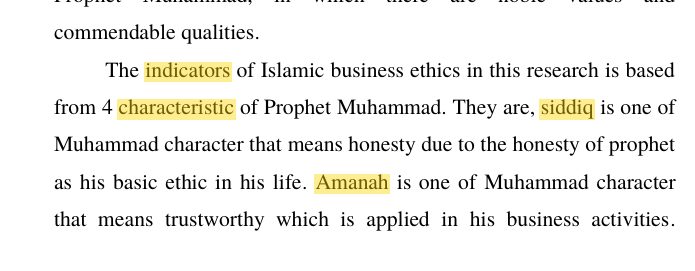 commendable qualities.
The indicators of Islamic business ethics in this research is based
from 4 characteristic of Prophet Muhammad. They are, siddiq is one of
Muhammad character that means honesty due to the honesty of prophet
as his basic ethic in his life. Amanah is one of Muhammad character
that means trustworthy which is applied in his business activities.